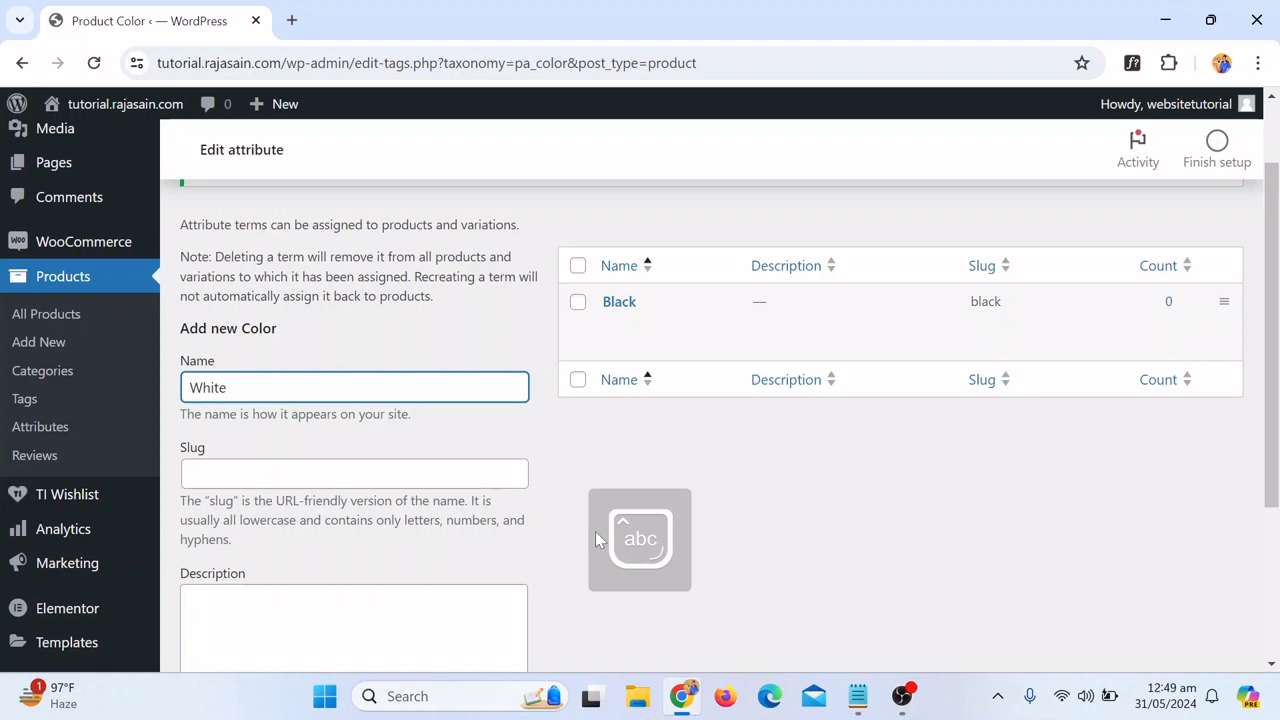 Product Color ‹ — WordPress
tutorial.rajasain.com/wp-admin/edit-tags.php?taxonomy=pa_color&post_type=product
tutorial.rajasain.com 0 New Howdy, websitetutorial
Media
Pages
Comments
WooCommerce
Products
All Products
Add New
Categories
Tags
Attributes
Reviews
TI Wishlist
Analytics
Marketing
Elementor
Templates
Edit attribute
Activity
Finish setup
Attribute terms can be assigned to products and variations.
Note: Deleting a term will remove it from all products and
variations to which it has been assigned. Recreating a term will
not automatically assign it back to products.
Add new Color
Name
White
The name is how it appears on your site.
Slug
The “slug” is the URL-friendly version of the name. It is
usually all lowercase and contains only letters, numbers, and
hyphens.
Description
Name Description Slug Count
Black — black 0
Name Description Slug Count
abc
1
97°F
Haze
Search
PRE
12:49 am
31/05/2024